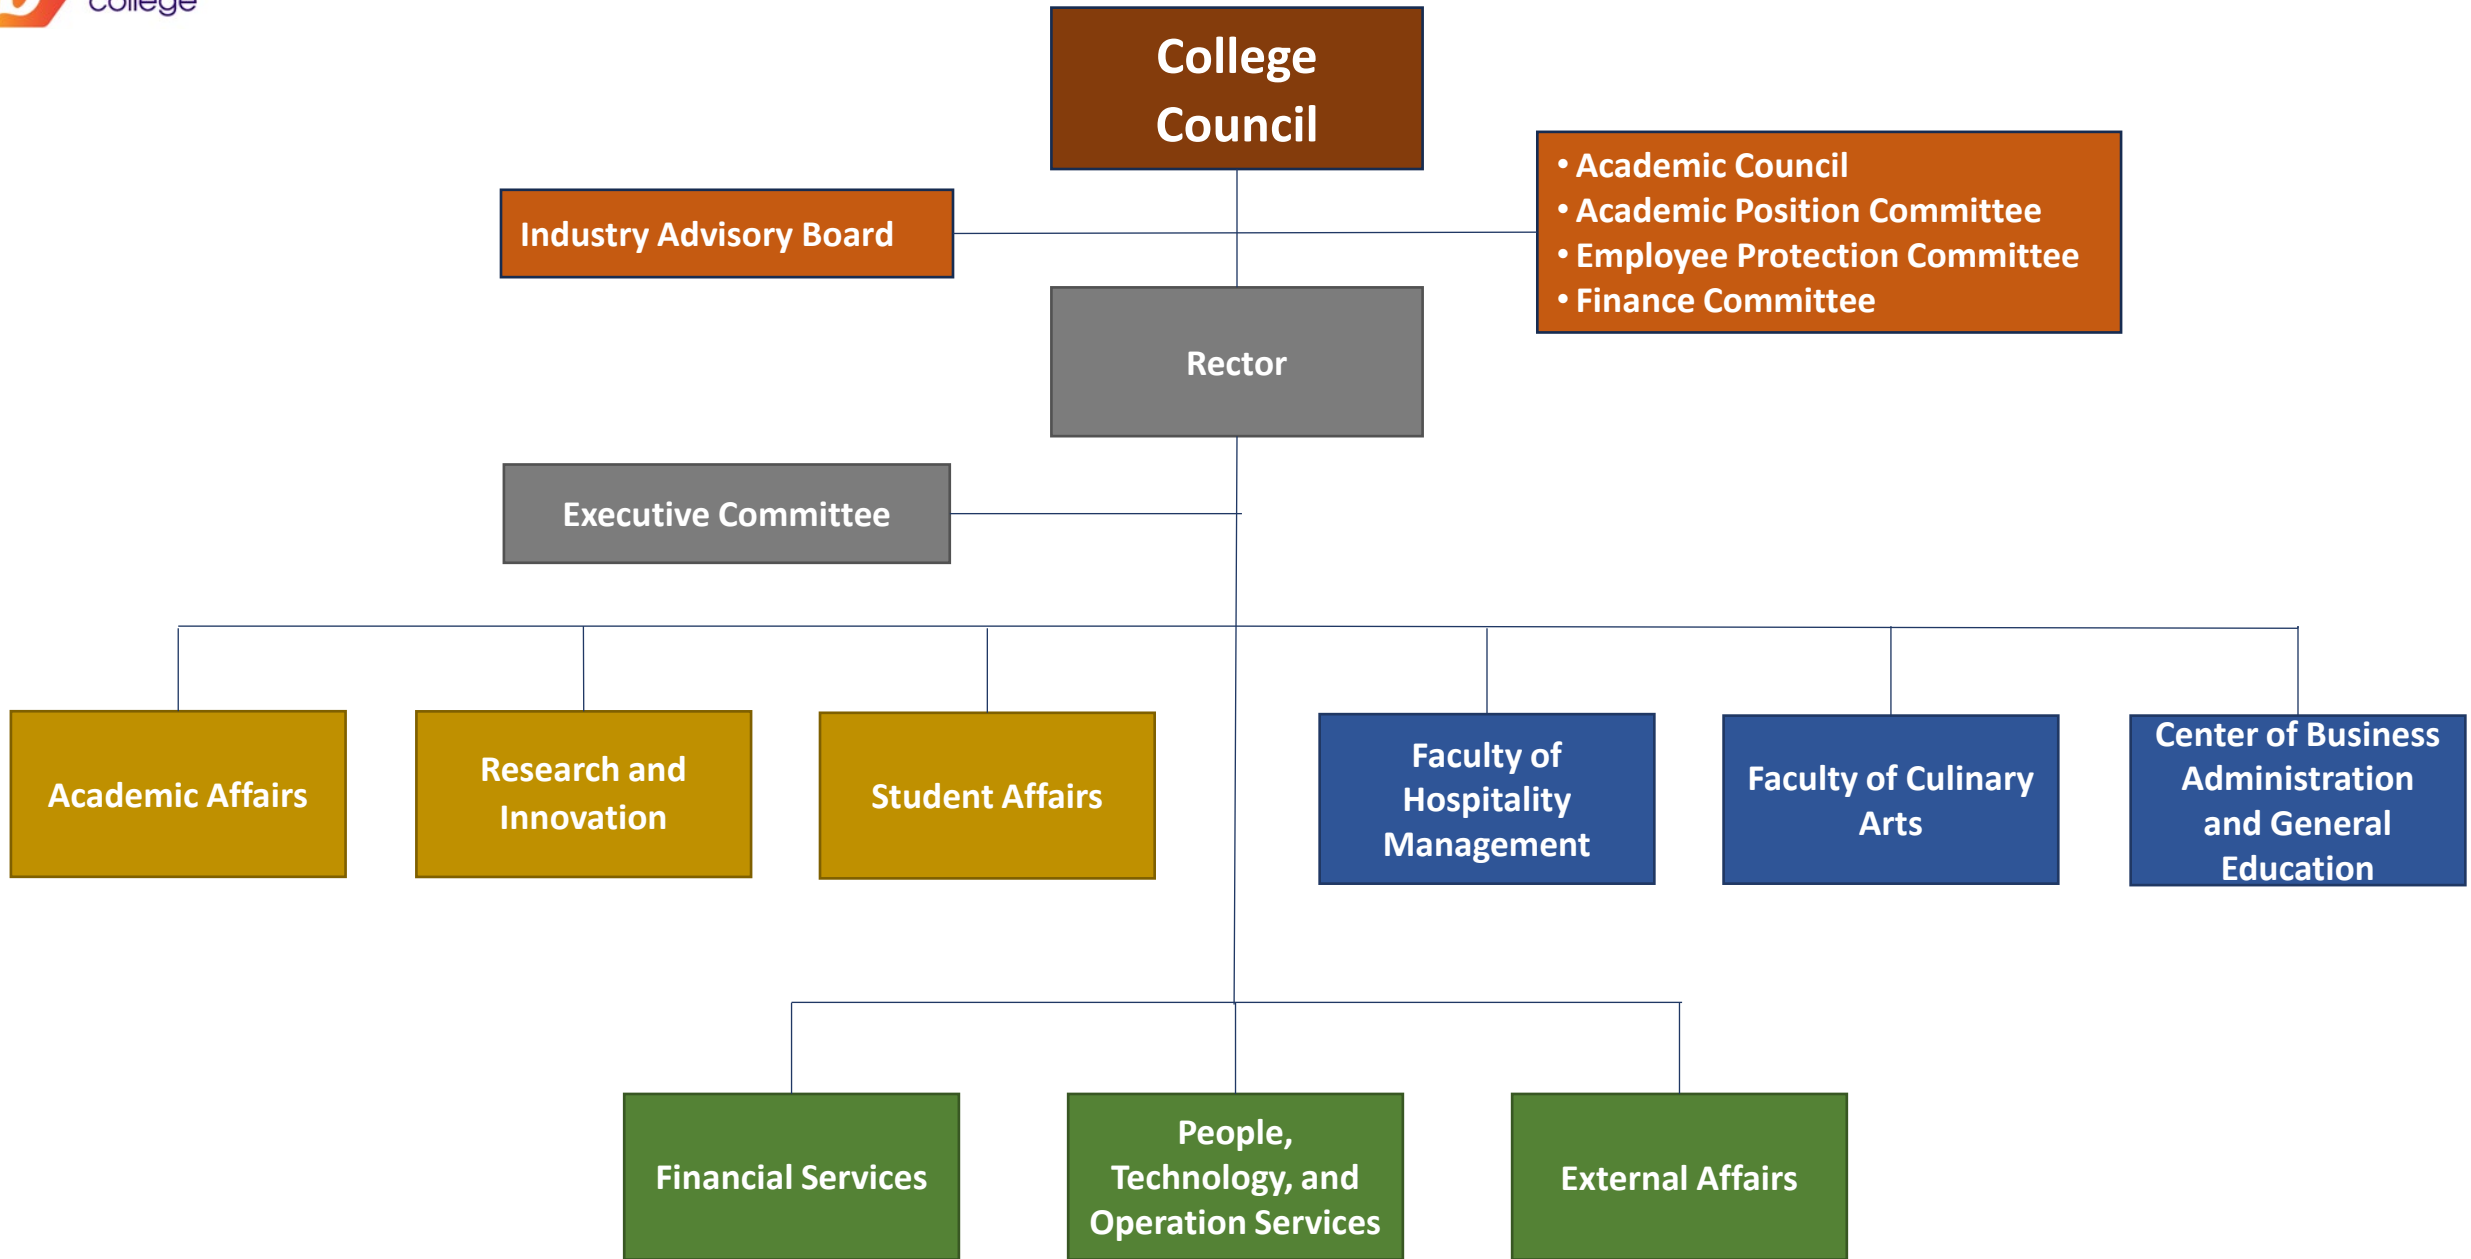 college
College
Council
• Academic Council
• Academic Position Committee
• Employee Protection Committee
• Finance Committee
Industry Advisory Board
Rector
Executive Committee
Academic Affairs
Research and
Innovation
Student Affairs
Faculty of
Hospitality
Management
Faculty of Culinary
Arts
Center of Business
Administration
and General
Education
Financial Services
People,
Technology, and
Operation Services
External Affairs